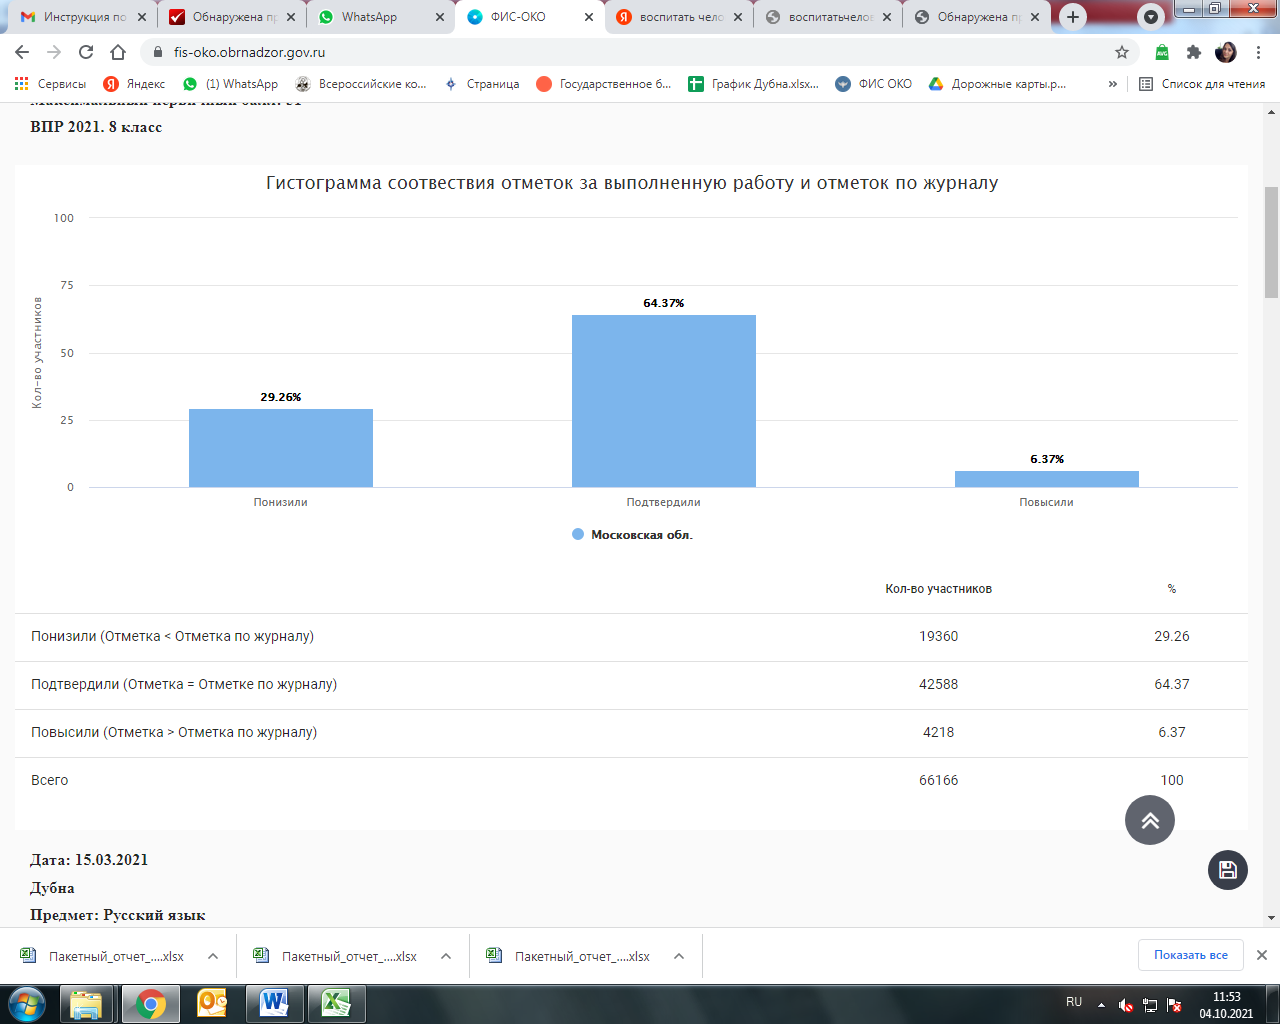 Инструкция по
Обнаружена пр
WhatsApp
ФИС-ОКО
воспитать чело
воспитатьчелов
Обнаружена пр
fis-oko.obrnadzor.gov.ru
Сервисы
Яндекс
(1) WhatsApp
Всероссийские ко...
Страница
Государственное б...
График Дубна.xlsx...
ФИС ОКО
Дорожные карты.р...
»
Список для чтения
ВПР 2021. 8 класс
Гистограмма соотвествия отметок за выполненную работу и отметок по журналу
Кол-во участников
100
75
50
25
0
29.26%
64.37%
6.37%
Понизили
Подтвердили
Повысили
Московская обл.
Кол-во участников %
Понизили (Отметка < Отметка по журналу) 19360 29.26
Подтвердили (Отметка = Отметке по журналу) 42588 64.37
Повысили (Отметка > Отметка по журналу) 4218 6.37
Всего 66166 100
Дата: 15.03.2021
Дубна
Предмет: Русский язык
Пакетный_отчет_....xlsx
Пакетный_отчет_....xlsx
Пакетный_отчет_....xlsx
Показать все
RU
11:53
04.10.2021